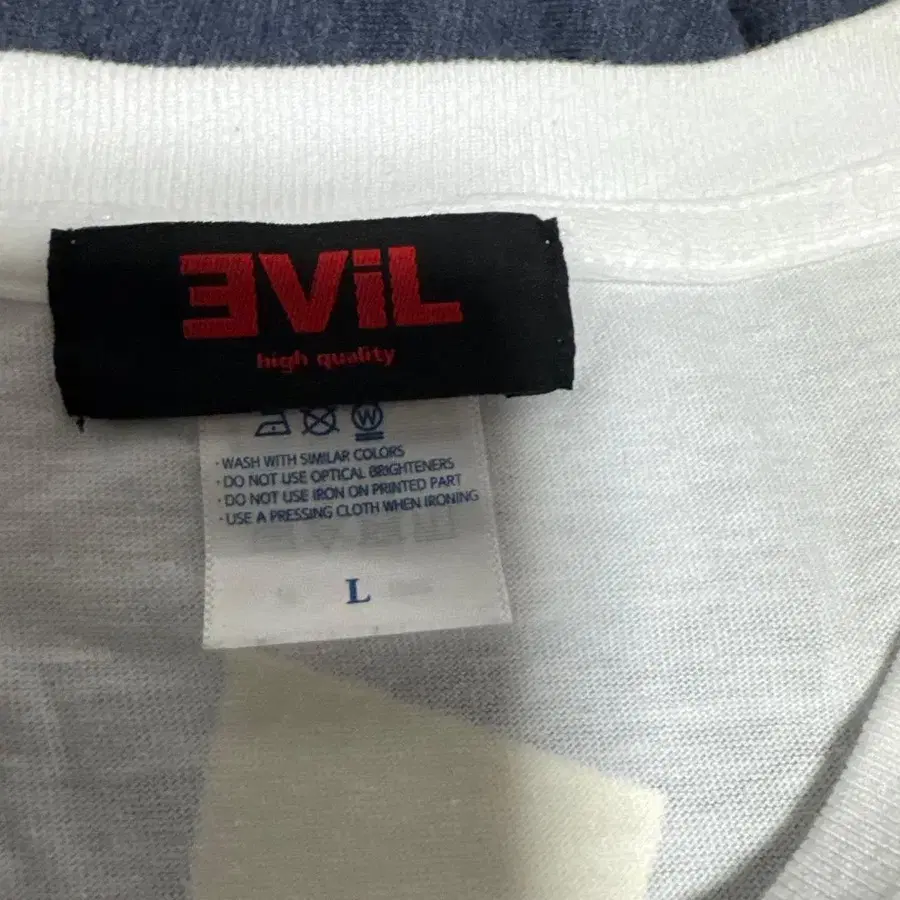 EViL
high quality
W
· WASH WITH SIMILAR COLORS
· DO NOT USE OPTICAL BRIGHTENERS
· DO NOT USE IRON ON PRINTED PART
· USE A PRESSING CLOTH WHEN IRONING
L